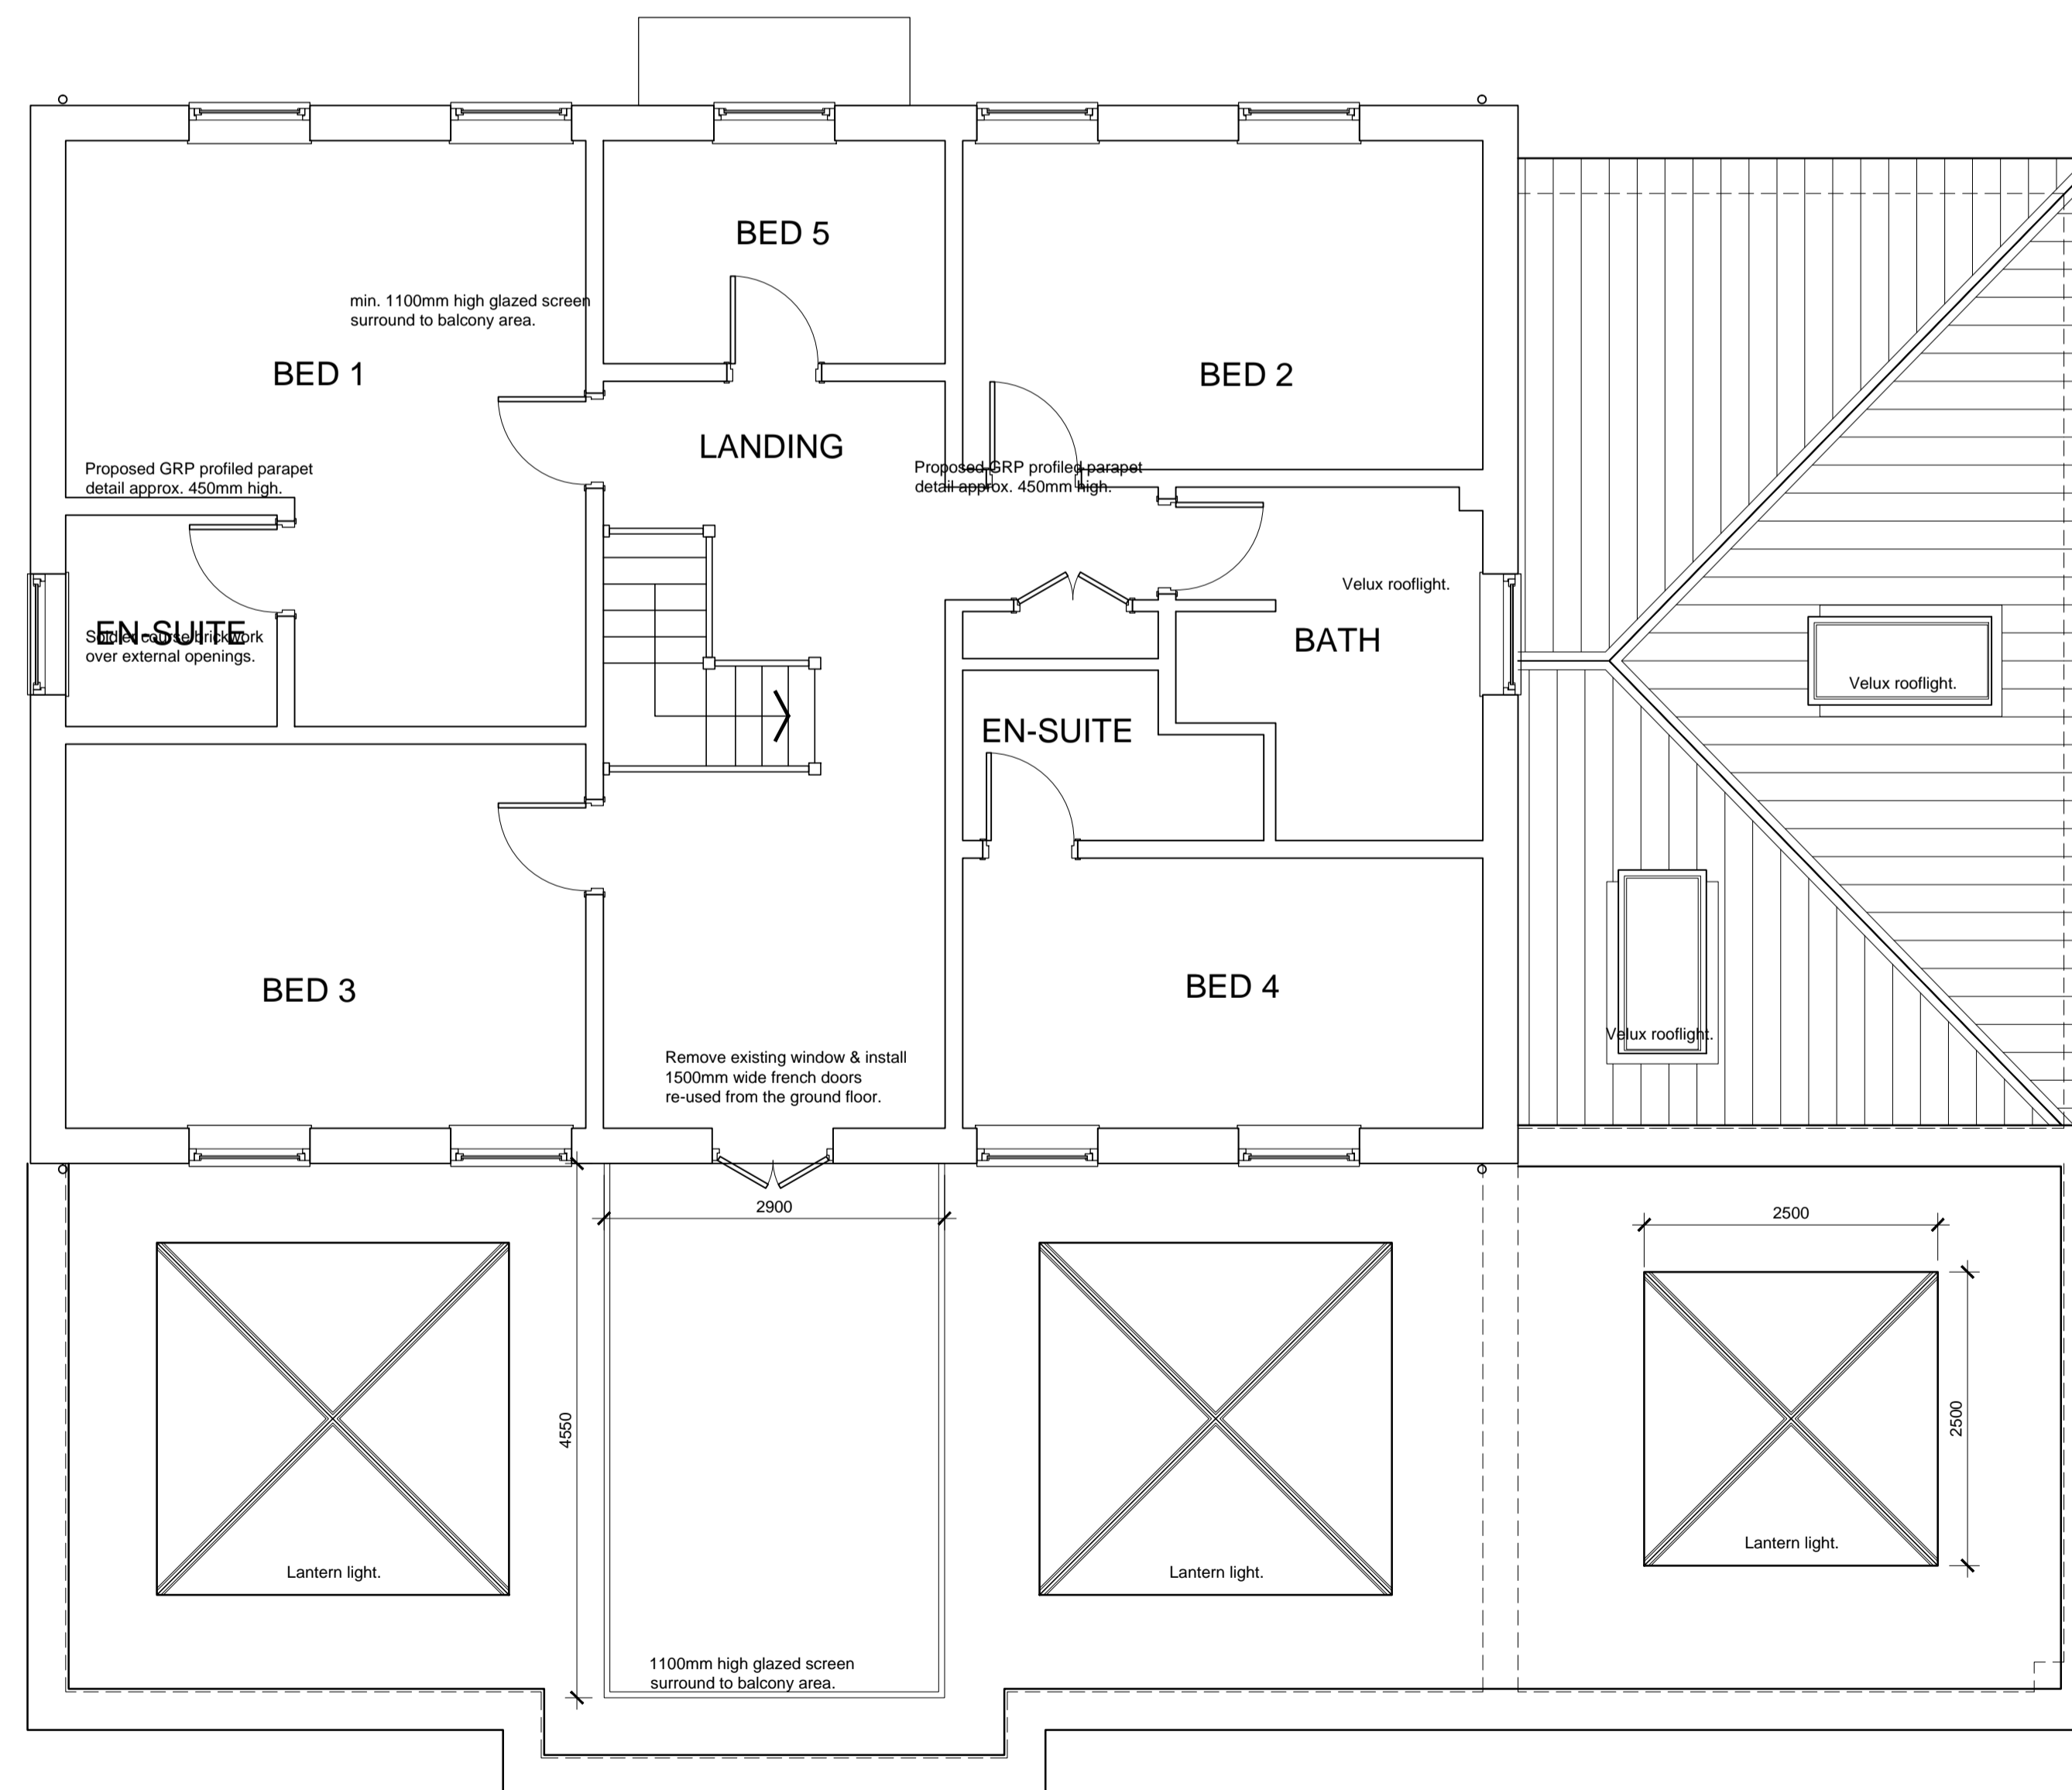 BED 5
min. 1100mm high glazed screen
surround to balcony area.
BED 1
BED 2
LANDING
Proposed GRP profiled parapet
detail approx. 450mm high.
Proposed GRP profiled parapet
detail approx. 450mm high.
Velux rooflight.
EN-SUITE
Soldier course brickwork
over external openings.
BATH
Velux rooflight.
EN-SUITE
BED 3
BED 4
Velux rooflight.
Remove existing window & install
1500mm wide french doors
re-used from the ground floor.
2900
2500
4550
2500
Lantern light.
Lantern light.
Lantern light.
1100mm high glazed screen
surround to balcony area.